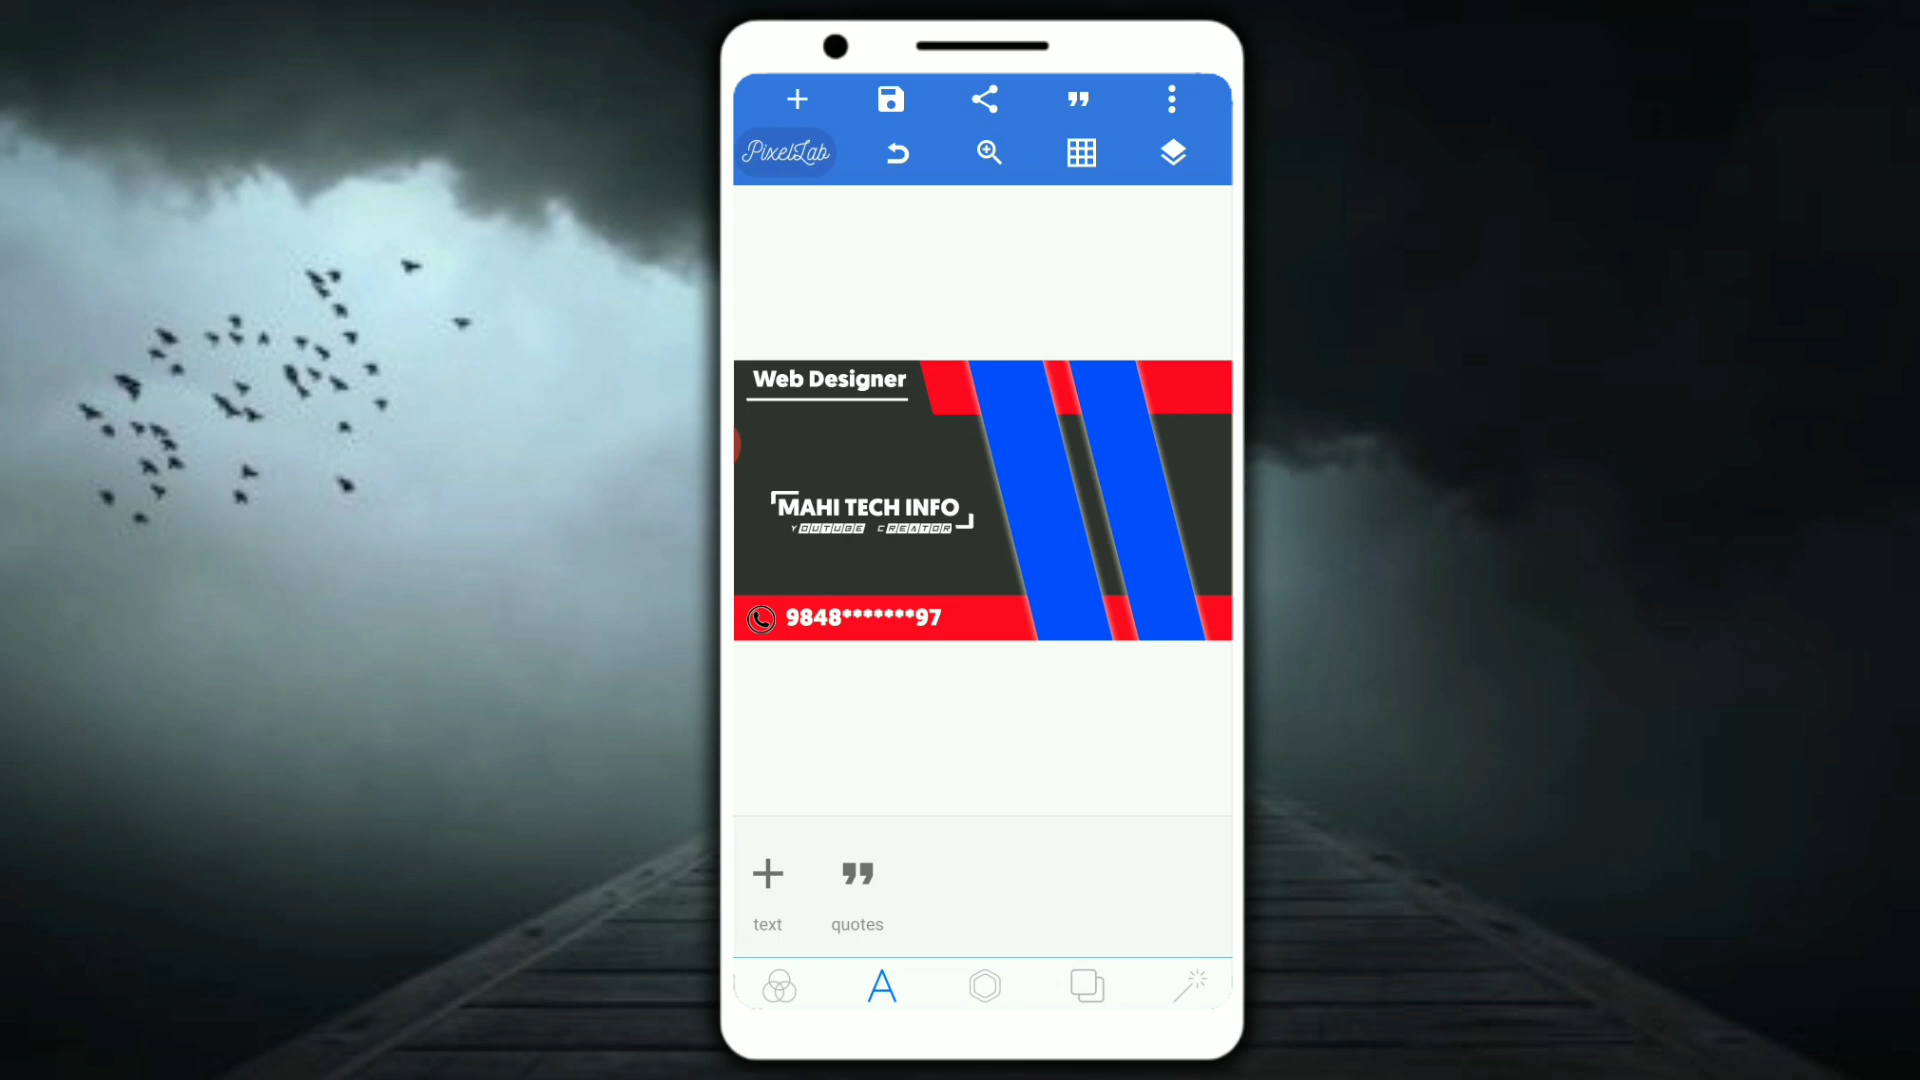 PixelLab
Web Designer
MAHI TECH INFO
YOUTUBE CREATOR
9848*******97
text
quotes